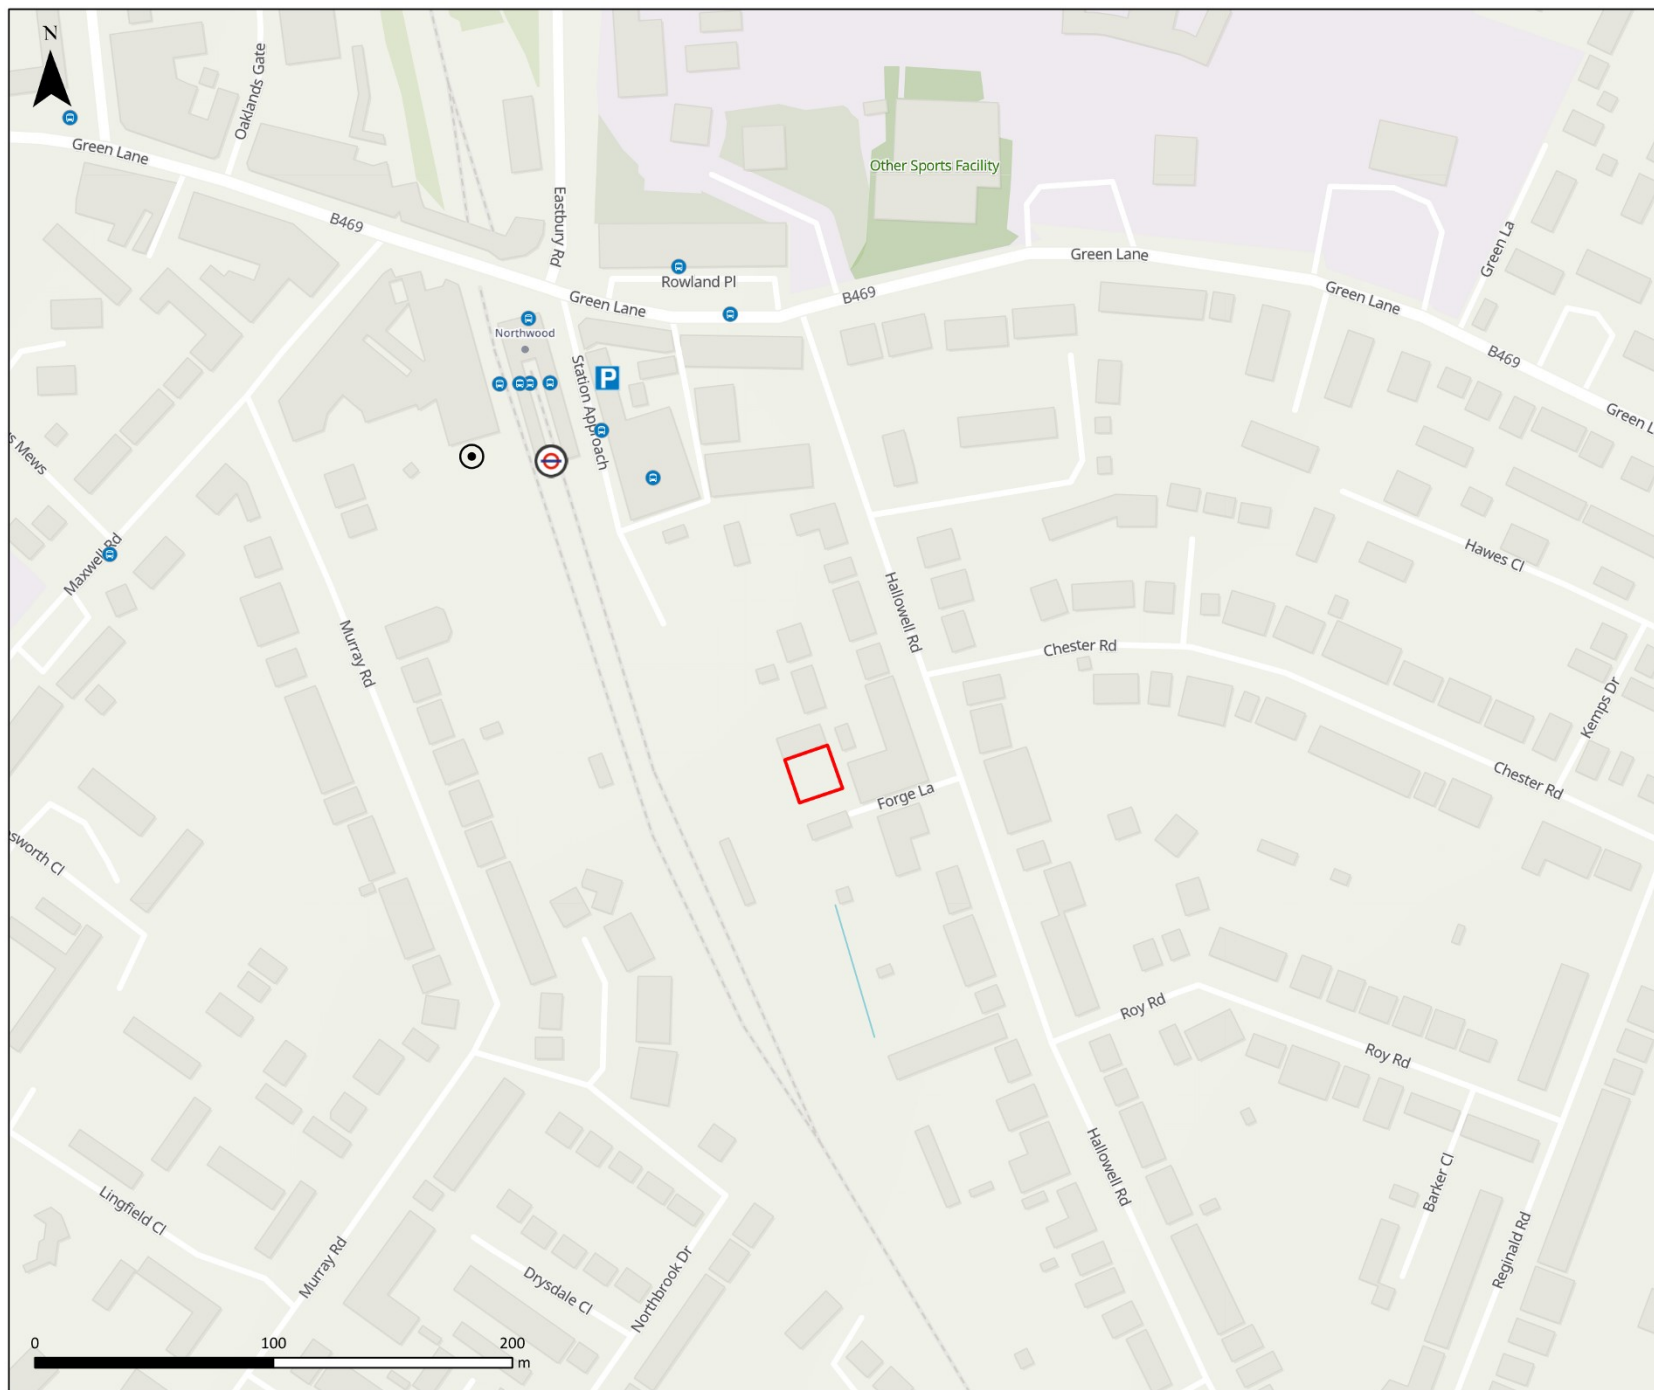 N
Oaklands Gate
Green Lane
B469
Eastbury Rd
Other Sports Facility
Green Lane
Green La
Rowland Pl
B469
Green Lane
Green Lane
Northwood
B469
Station Approach
P
Green L
s Mews
Maxwell Rd
Hawes Cl
Murray Rd
Hallowell Rd
Chester Rd
Kemps Dr
Chester Rd
Forge La
sworth Cl
Roy Rd
Roy Rd
Hallowell Rd
Barker Cl
Lingfield Cl
Murray Rd
Drysdale Cl
Northbrook Dr
Reginald Rd
0 100 200
m